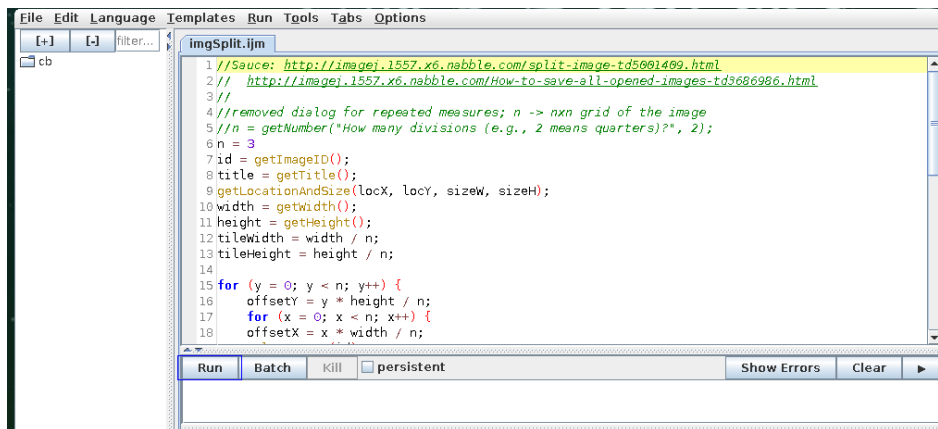 File Edit Language Templates Run Tools Tabs Options
[+] [-] filter...
cb
imgSplit.ijm
1 //Sauce: http://imagej.1557.x6.nabble.com/split-image-td5001409.html
2 //  http://imagej.1557.x6.nabble.com/How-to-save-all-opened-images-td3686986.html
3 //
4 //removed dialog for repeated measures; n -> nxn grid of the image
5 //n = getNumber("How many divisions (e.g., 2 means quarters)?", 2);
6 n = 3
7 id = getImageID();
8 title = getTitle();
9 getLocationAndSize(locX, locY, sizeW, sizeH);
10 width = getWidth();
11 height = getHeight();
12 tileWidth = width / n;
13 tileHeight = height / n;
14
15 for (y = 0; y < n; y++) {
16     offsetY = y * height / n;
17     for (x = 0; x < n; x++) {
18     offsetX = x * width / n;
Run Batch Kill persistent Show Errors Clear